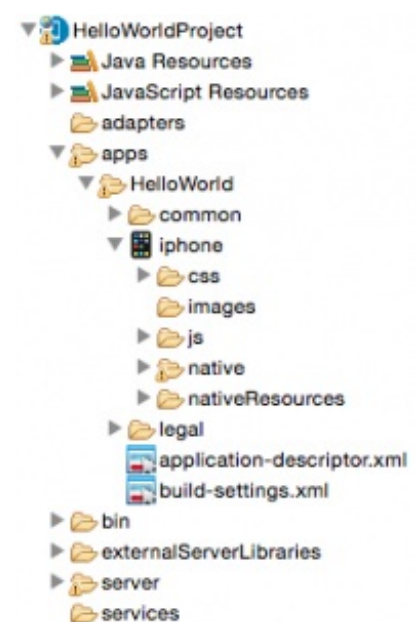 HelloWorldProject
Java Resources
JavaScript Resources
adapters
apps
HelloWorld
common
iphone
css
images
js
native
nativeResources
legal
application-descriptor.xml
build-settings.xml
bin
externalServerLibraries
server
services